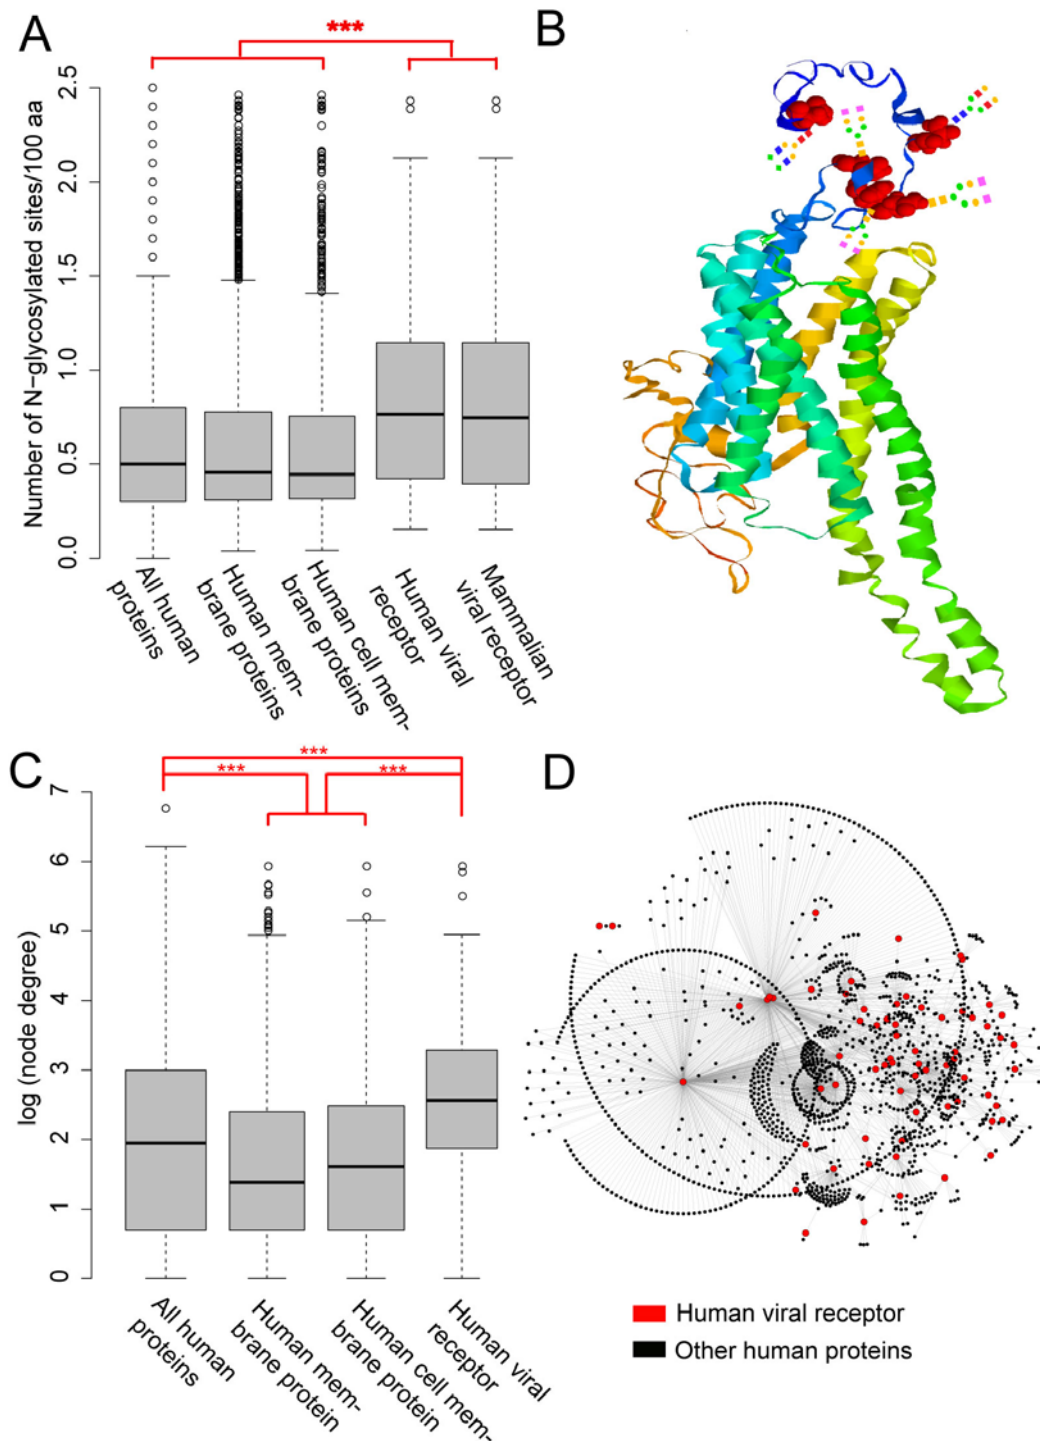 A
***
B
Number of N-glycosylated sites/100 aa
2.5
2.0
1.5
1.0
0.5
0.0
All human
proteins
Human mem-
brane proteins
Human cell mem-
brane proteins
Human viral
receptor
Mammalian
viral receptor
C
***
***
***
D
log (node degree)
7
6
5
4
3
2
1
0
All human
proteins
Human mem-
brane protein
Human cell mem-
brane protein
Human viral
receptor
Human viral receptor
Other human proteins